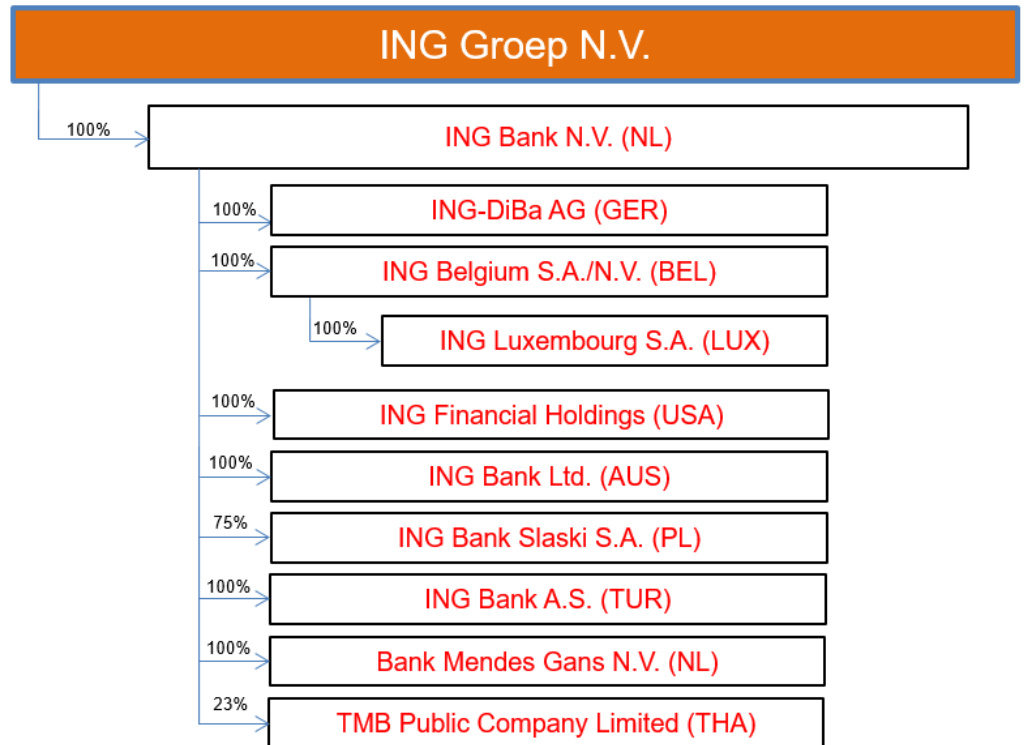 ING Groep N.V.
100%
ING Bank N.V. (NL)
100%
ING-DiBa AG (GER)
100%
ING Belgium S.A./N.V. (BEL)
100%
ING Luxembourg S.A. (LUX)
100%
ING Financial Holdings (USA)
100%
ING Bank Ltd. (AUS)
75%
ING Bank Slaski S.A. (PL)
100%
ING Bank A.S. (TUR)
100%
Bank Mendes Gans N.V. (NL)
23%
TMB Public Company Limited (THA)